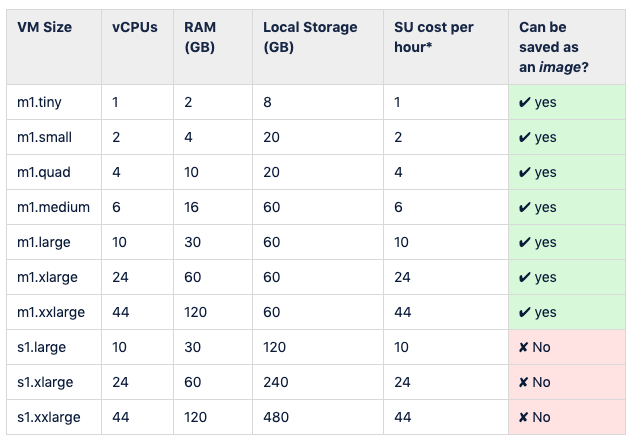 VM Size vCPUs RAM (GB) Local Storage (GB) SU cost per hour* Can be saved as an image?
m1.tiny 1 2 8 1 ✔ yes
m1.small 2 4 20 2 ✔ yes
m1.quad 4 10 20 4 ✔ yes
m1.medium 6 16 60 6 ✔ yes
m1.large 10 30 60 10 ✔ yes
m1.xlarge 24 60 60 24 ✔ yes
m1.xxlarge 44 120 60 44 ✔ yes
s1.large 10 30 120 10 ✘ No
s1.xlarge 24 60 240 24 ✘ No
s1.xxlarge 44 120 480 44 ✘ No